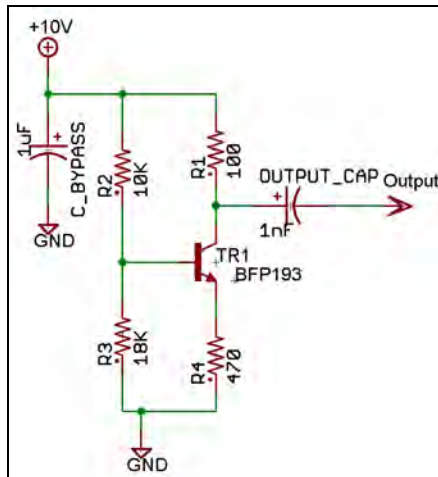 +10V
1uF
C_BYPASS
GND
R2
10K
R1
100
OUTPUT_CAP
Output
1nF
TR1
BFP193
R3
18K
R4
470
GND